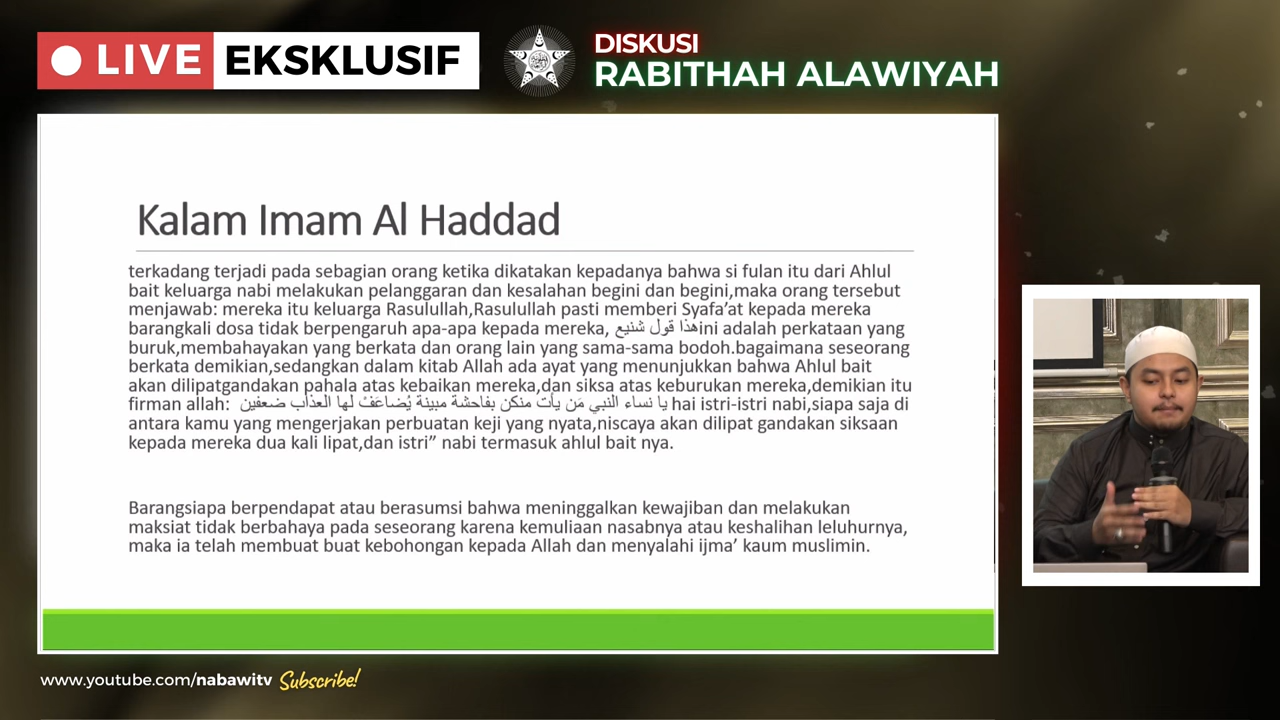 LIVE EKSKLUSIF
DISKUSI
RABITHAH ALAWIYAH
Kalam Imam Al Haddad
terkadang terjadi pada sebagian orang ketika dikatakan kepadanya bahwa si fulan itu dari Ahlul
bait keluarga nabi melakukan pelanggaran dan kesalahan begini dan begini,maka orang tersebut
menjawab: mereka itu keluarga Rasulullah,Rasulullah pasti memberi Syafa’at kepada mereka
barangkali dosa tidak berpengaruh apa-apa kepada mereka, هذا قول شنيع ini adalah perkataan yang
buruk,membahayakan yang berkata dan orang lain yang sama-sama bodoh.bagaimana seseorang
berkata demikian,sedangkan dalam kitab Allah ada ayat yang menunjukkan bahwa Ahlul bait
akan dilipatgandakan pahala atas kebaikan mereka,dan siksa atas keburukan mereka,demikian itu
firman allah: يا نساء النبي مَن يأت منكن بفاحشة مبينة يُضاعَفْ لها العذاب ضعفين hai istri-istri nabi,siapa saja di
antara kamu yang mengerjakan perbuatan keji yang nyata,niscaya akan dilipat gandakan siksaan
kepada mereka dua kali lipat,dan istri” nabi termasuk ahlul bait nya.
Barangsiapa berpendapat atau berasumsi bahwa meninggalkan kewajiban dan melakukan
maksiat tidak berbahaya pada seseorang karena kemuliaan nasabnya atau keshalihan leluhurnya,
maka ia telah membuat buat kebohongan kepada Allah dan menyalahi ijma’ kaum muslimin.
www.youtube.com/nabawitv Subscribe!